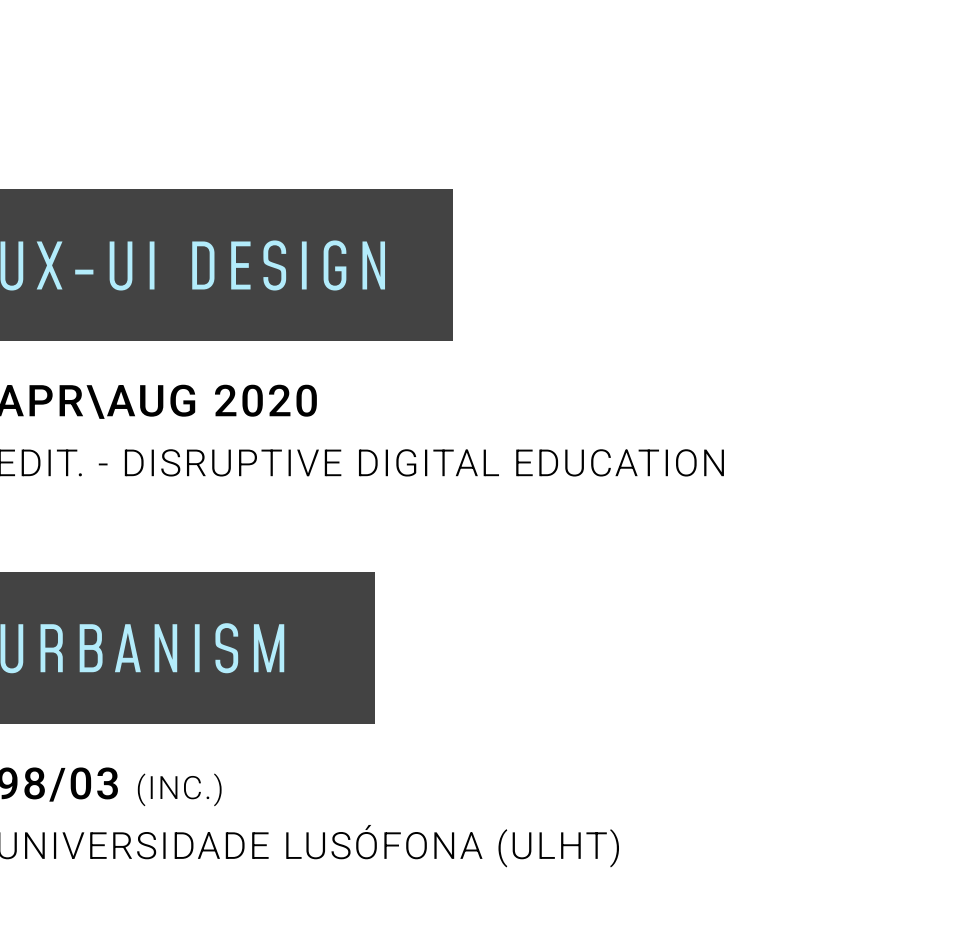 UX-UI DESIGN
APR\AUG 2020
EDIT. - DISRUPTIVE DIGITAL EDUCATION
URBANISM
98/03 (INC.)
UNIVERSIDADE LUSÓFONA (ULHT)